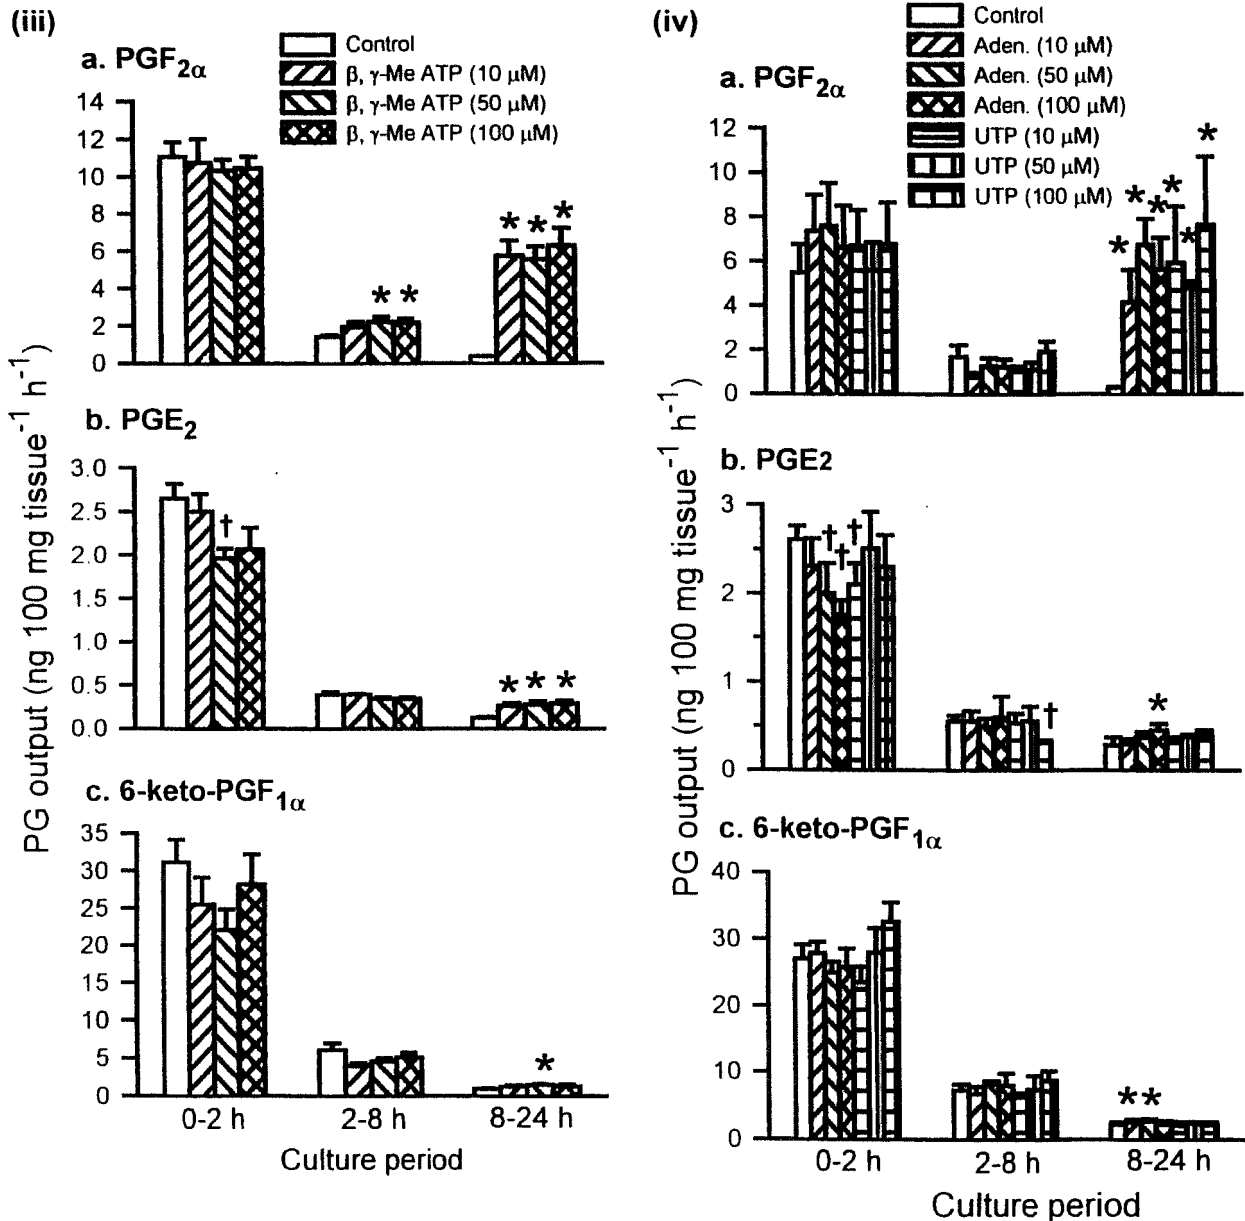 (iii)
Control
β, γ-Me ATP (10 μM)
β, γ-Me ATP (50 μM)
β, γ-Me ATP (100 μM)
a. PGF2α
14
12
10
8
6
4
2
0
* *
* * *
b. PGE2
3.0
2.5
2.0
1.5
1.0
0.5
0.0
†
* * *
c. 6-keto-PGF1α
35
30
25
20
15
10
5
0
*
0-2 h 2-8 h 8-24 h
Culture period
PG output (ng 100 mg tissue-1 h-1)
(iv)
Control
Aden. (10 μM)
Aden. (50 μM)
Aden. (100 μM)
UTP (10 μM)
UTP (50 μM)
UTP (100 μM)
a. PGF2α
12
10
8
6
4
2
0
* * * * * *
b. PGE2
3
2
1
0
† † †
†
*
c. 6-keto-PGF1α
40
30
20
10
0
* *
0-2 h 2-8 h 8-24 h
Culture period
PG output (ng 100 mg tissue-1 h-1)